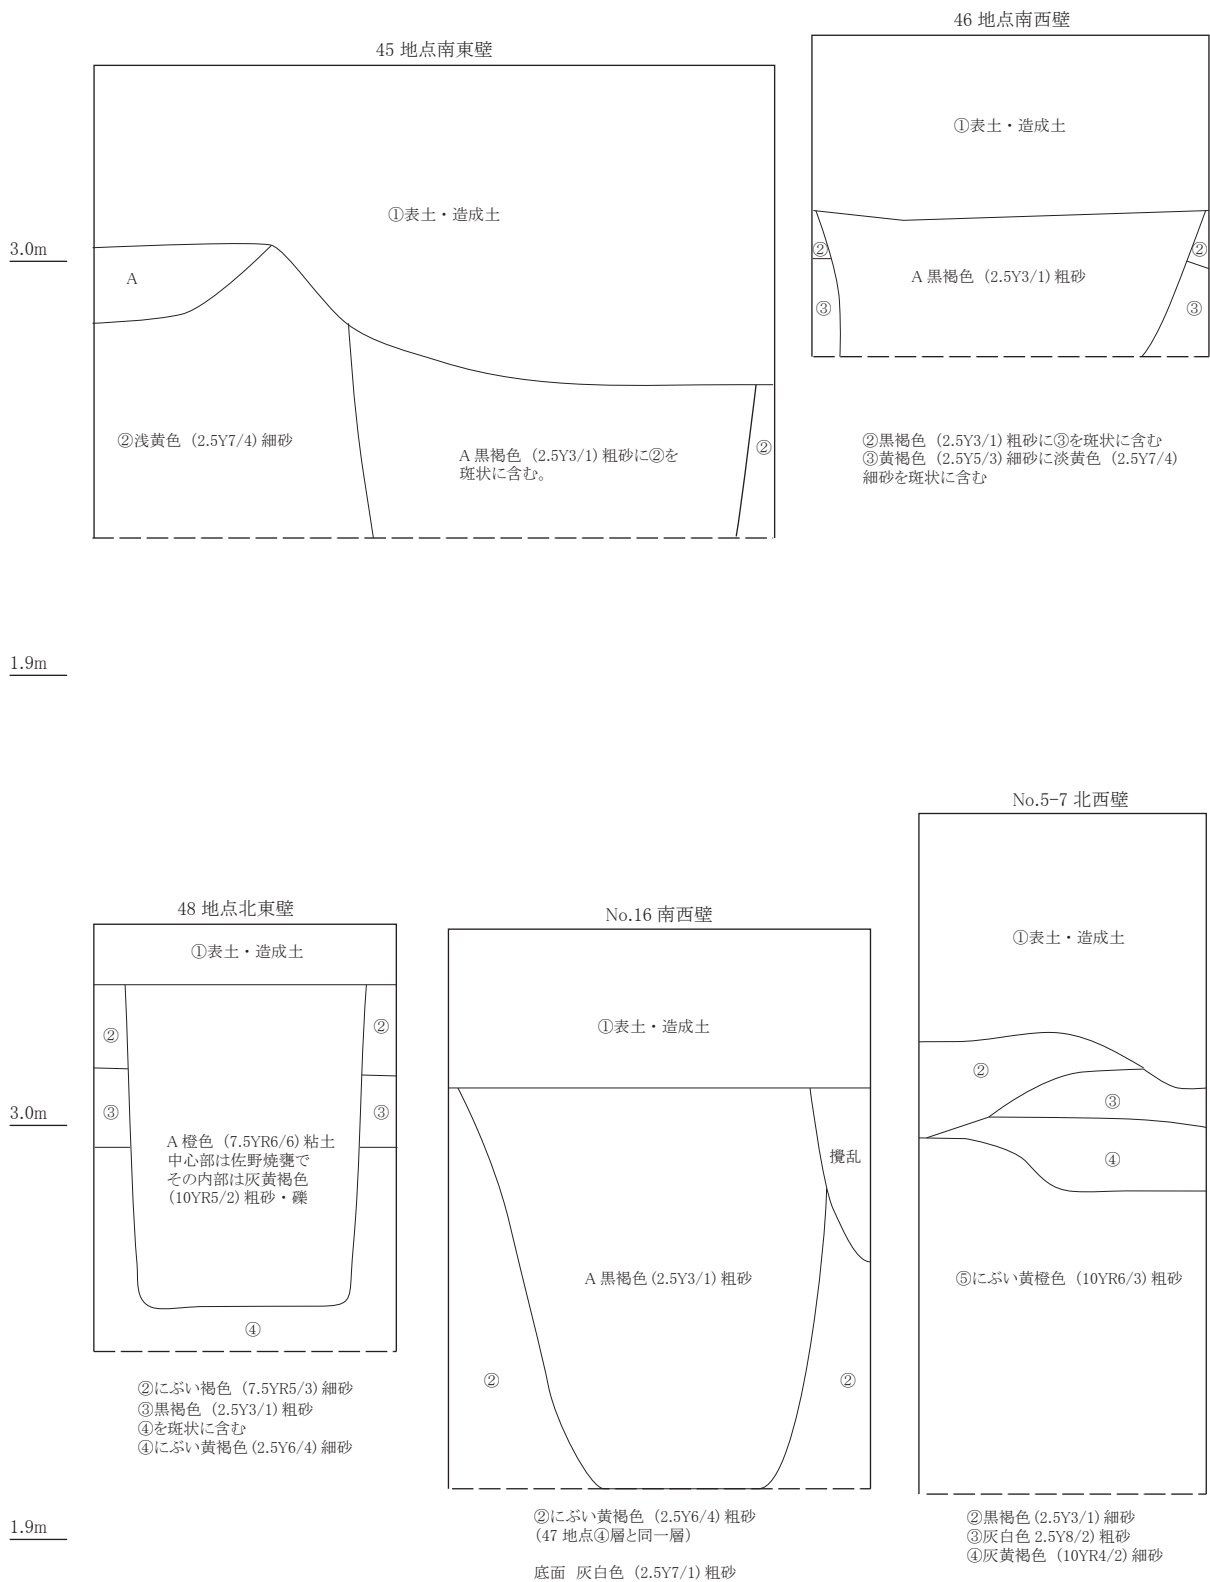 45 地点南東壁
①表土・造成土
3.0m
A
②浅黄色（2.5Y7/4）細砂
A 黒褐色（2.5Y3/1）粗砂に②を
斑状に含む。
②
46 地点南西壁
①表土・造成土
②
②
A 黒褐色（2.5Y3/1）粗砂
③
③
②黒褐色（2.5Y3/1）粗砂に③を斑状に含む
③黄褐色（2.5Y5/3）細砂に淡黄色（2.5Y7/4）
細砂を斑状に含む
1.9m
48 地点北東壁
①表土・造成土
②
②
3.0m
③
③
A 橙色（7.5YR6/6）粘土
中心部は佐野焼甕で
その内部は灰黄褐色
（10YR5/2）粗砂・礫
④
②にぶい褐色（7.5YR5/3）細砂
③黒褐色（2.5Y3/1）粗砂
④を斑状に含む
④にぶい黄褐色（2.5Y6/4）細砂
No.16 南西壁
①表土・造成土
攪乱
A 黒褐色（2.5Y3/1）粗砂
②
②
②にぶい黄褐色（2.5Y6/4）粗砂
（47 地点④層と同一層）
底面 灰白色（2.5Y7/1）粗砂
No.5-7 北西壁
①表土・造成土
②
③
④
⑤にぶい黄橙色（10YR6/3）粗砂
②黒褐色（2.5Y3/1）細砂
③灰白色 2.5Y8/2）粗砂
④灰黄褐色（10YR4/2）細砂
1.9m